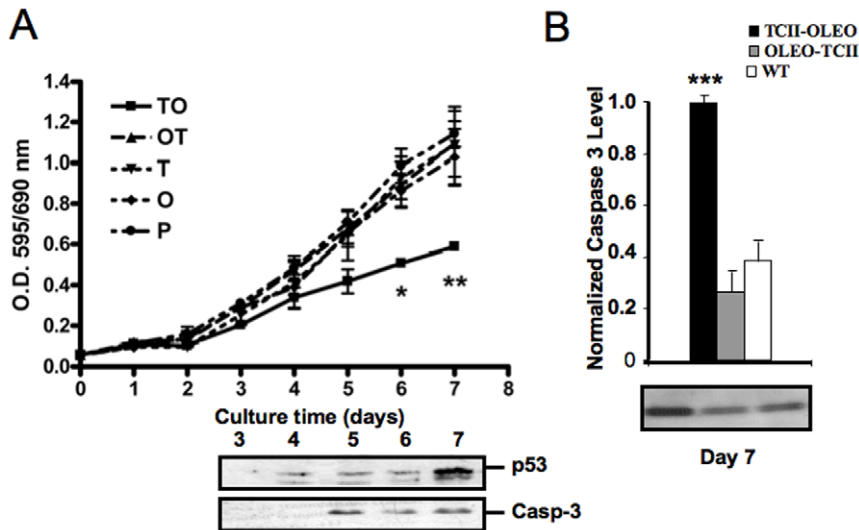 A
O.D. 595/690 nm
1.4
1.2
1.0
0.8
0.6
0.4
0.2
0.0
TO
OT
T
O
P
* **
0 1 2 3 4 5 6 7 8
Culture time (days)
3 4 5 6 7
p53
Casp-3
B
TCII-OLEO
OLEO-TCII
WT
***
Normalized Caspase 3 Level
1.0
0.8
0.6
0.4
0.2
0
Day 7